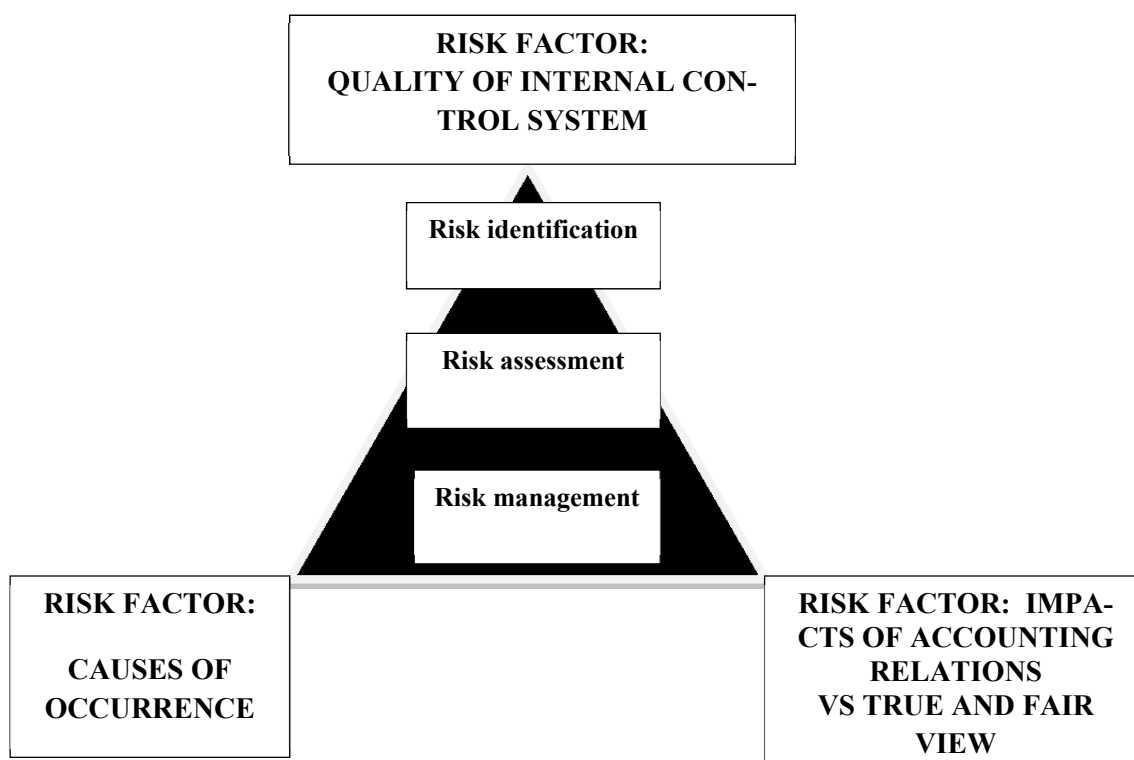 RISK FACTOR:
QUALITY OF INTERNAL CON-
TROL SYSTEM
Risk identification
Risk assessment
Risk management
RISK FACTOR:
CAUSES OF
OCCURRENCE
RISK FACTOR: IMPA-
CTS OF ACCOUNTING
RELATIONS
VS TRUE AND FAIR
VIEW